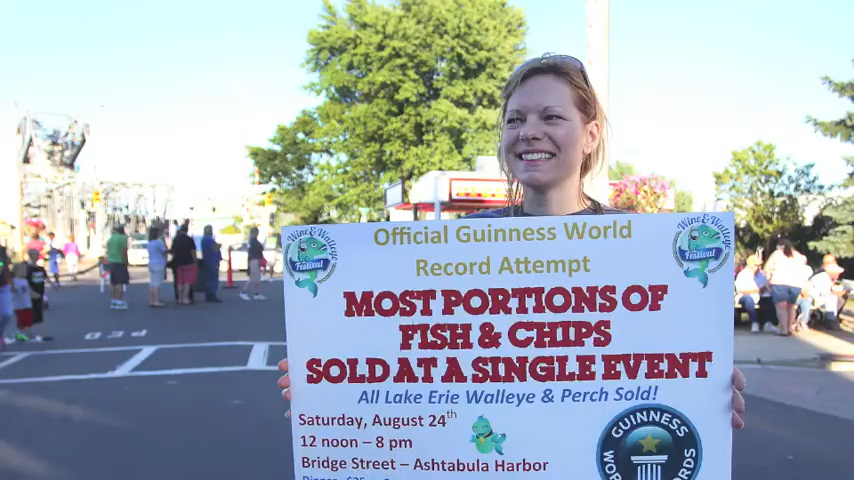 Wine & Walleye
Festival
Wine & Walleye
Festival
Official Guinness World
Record Attempt
MOST PORTIONS OF
FISH & CHIPS
SOLD AT A SINGLE EVENT
All Lake Erie Walleye & Perch Sold!
Saturday, August 24th
12 noon – 8 pm
Bridge Street – Ashtabula Harbor
GUINNESS
PED